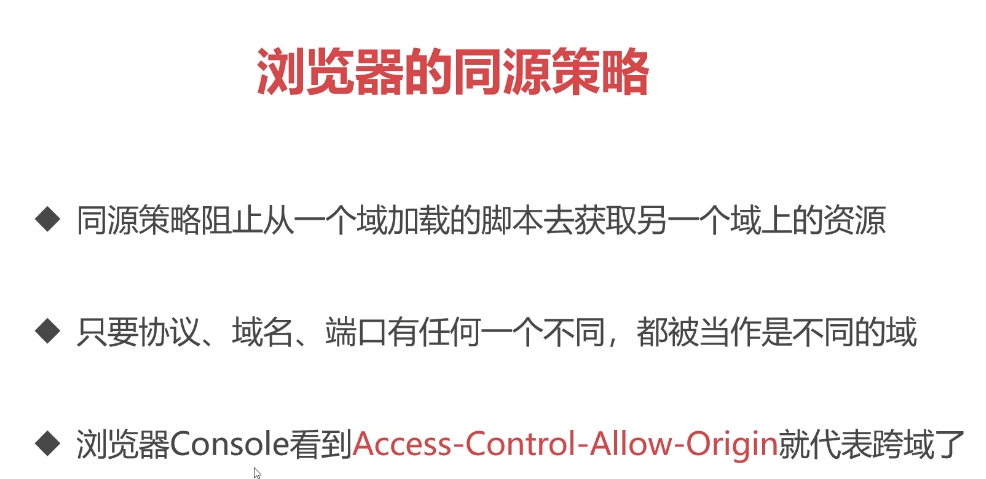 浏览器的同源策略
◆ 同源策略阻止从一个域加载的脚本去获取另一个域上的资源
◆ 只要协议、域名、端口有任何一个不同，都被当作是不同的域
◆ 浏览器Console看到Access-Control-Allow-Origin就代表跨域了